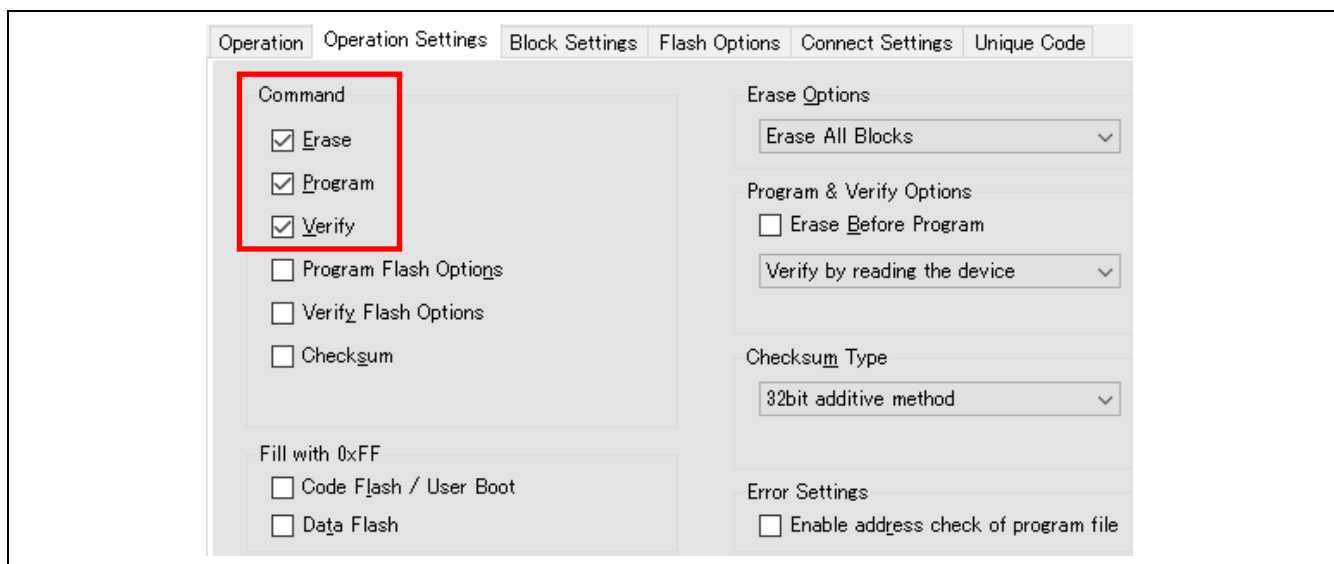 Operation
Operation Settings
Block Settings
Flash Options
Connect Settings
Unique Code
Command
Erase
Program
Verify
Program Flash Options
Verify Flash Options
Checksum
Fill with 0xFF
Code Flash / User Boot
Data Flash
Erase Options
Erase All Blocks
Program & Verify Options
Erase Before Program
Verify by reading the device
Checksum Type
32bit additive method
Error Settings
Enable address check of program file